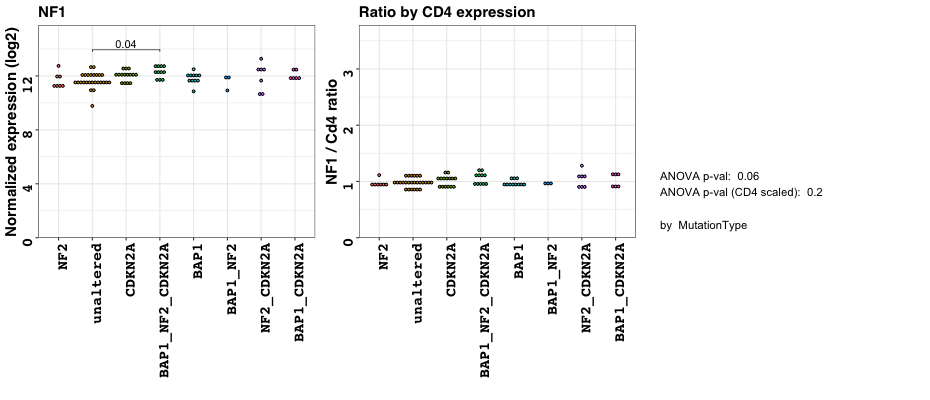 NF1
Normalized expression (log2)
0
4
8
12
0.04
NF2
unaltered
CDKN2A
BAP1_NF2_CDKN2A
BAP1
BAP1_NF2
NF2_CDKN2A
BAP1_CDKN2A
Ratio by CD4 expression
NF1 / Cd4 ratio
0
1
2
3
NF2
unaltered
CDKN2A
BAP1_NF2_CDKN2A
BAP1
BAP1_NF2
NF2_CDKN2A
BAP1_CDKN2A
ANOVA p-val: 0.06
ANOVA p-val (CD4 scaled): 0.2
by MutationType